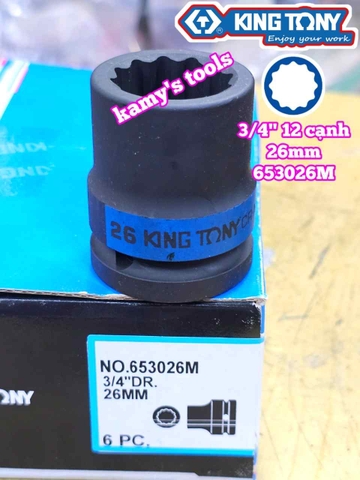 KING TONY
Enjoy your work
kamy's tools
3/4" 12 cạnh
26mm
653026M
26 KING TONY
NO.653026M
3/4"DR.
26MM
6 PC.